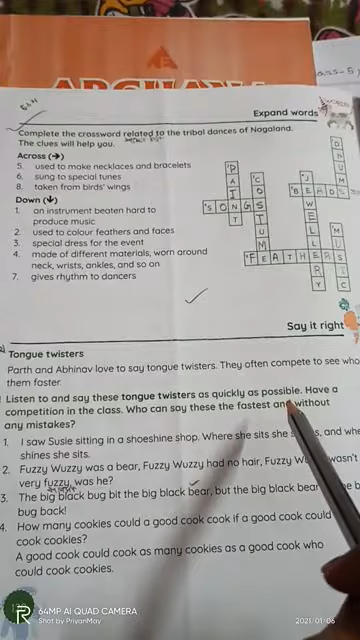 Expand words
Complete the crossword related to the tribal dances of Nagaland.
The clues will help you.
Across (→)
5. used to make necklaces and bracelets
6. sung to special tunes
8. taken from birds' wings
Down (↓)
1. an instrument beaten hard to
produce music
2. used to colour feathers and faces
3. special dress for the event
4. made of different materials, worn around
neck, wrists, ankles, and so on
7. gives rhythm to dancers
DRUMS
PAINT
COSTUME
JEWELLERY
BEADS
SONGS
MUSIC
FEATHERS
Say it right
Tongue twisters
Parth and Abhinav love to say tongue twisters. They often compete to see who
them faster.
Listen to and say these tongue twisters as quickly as possible. Have a
competition in the class. Who can say these the fastest and without
any mistakes?
1. I saw Susie sitting in a shoeshine shop. Where she sits she and
shines she sits.
2. Fuzzy Wuzzy was a bear, Fuzzy Wuzzy had no hair, Fuzzy wasn't
very fuzzy, was he?
3. The big black bug bit the big black bear, but the big black bear
bug back!
4. How many cookies could a good cook cook if a good cook could
cook cookies?
A good cook could cook as many cookies as a good cook who
could cook cookies.
64MP AI QUAD CAMERA
Shot by PriyanMay
2021/01/06